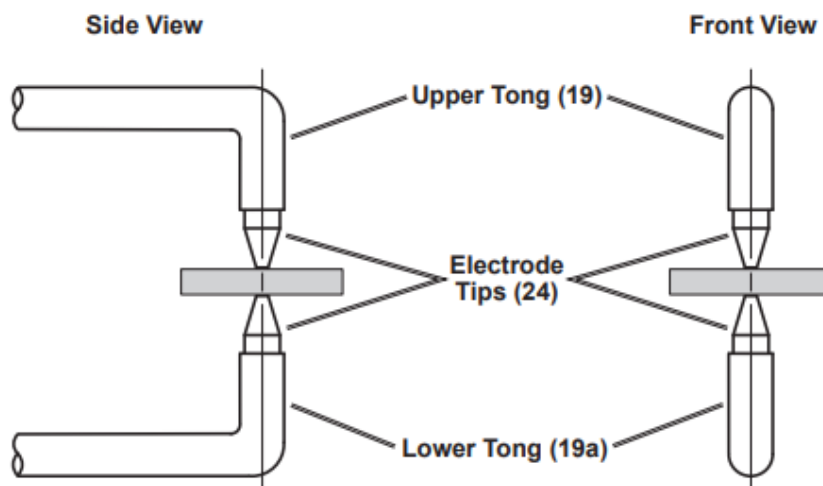 Side View
Front View
Upper Tong (19)
Electrode
Tips (24)
Lower Tong (19a)